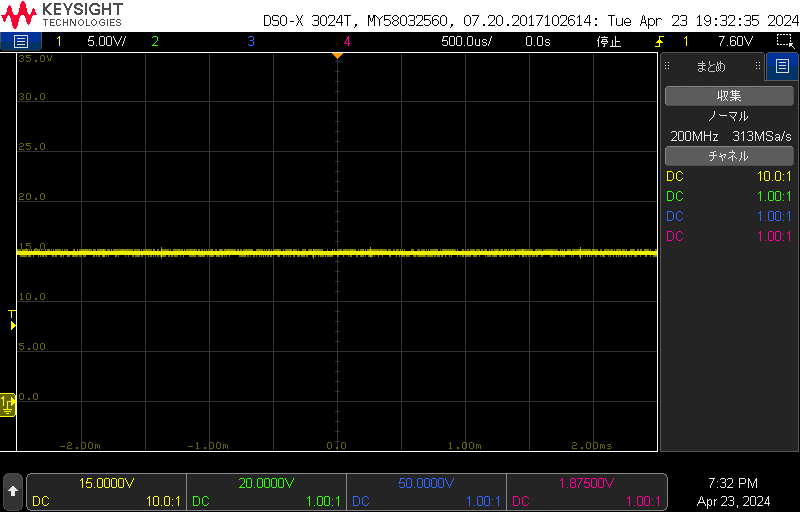 KEYSIGHT
TECHNOLOGIES
DSO-X 3024T, MY58032560, 07.20.2017102614: Tue Apr 23 19:32:35 2024
1 5.00V/ 2 3 4 500.0us/ 0.0s 停止 1 7.60V
35.0V
30.0
25.0
20.0
15.0
10.0
5.00
0.0
T
1
-2.00m -1.00m 0.0 1.00m 2.00ms
まとめ
収集
ノーマル
200MHz 313MSa/s
チャネル
DC 10.0:1
DC 1.00:1
DC 1.00:1
DC 1.00:1
15.0000V 20.0000V 50.0000V 1.87500V
DC 10.0:1 DC 1.00:1 DC 1.00:1 DC 1.00:1
7:32 PM
Apr 23, 2024